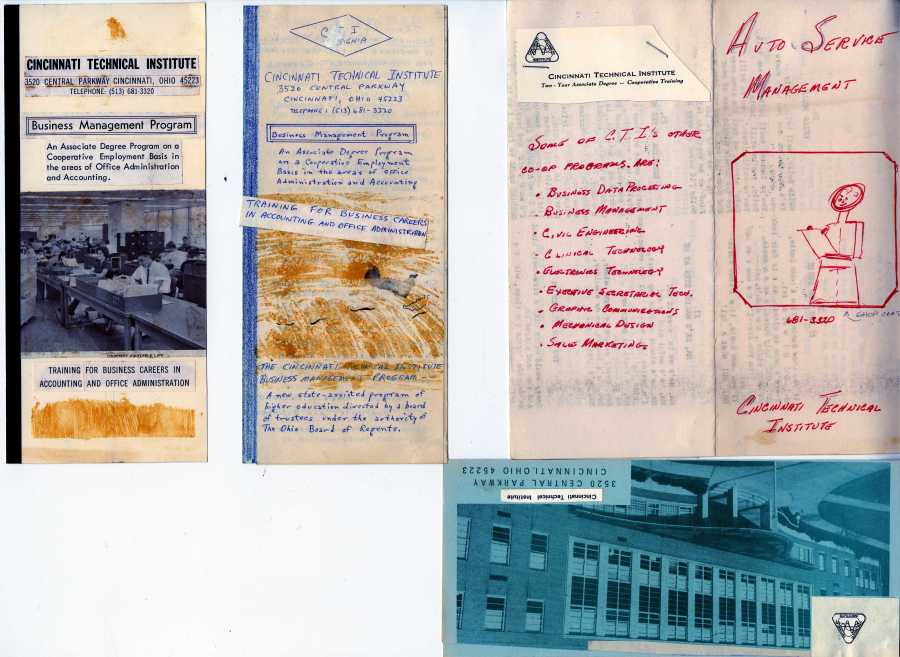 CINCINNATI TECHNICAL INSTITUTE
3520 CENTRAL PARKWAY CINCINNATI, OHIO 45223
TELEPHONE: (513) 681-3320
Business Management Program
An Associate Degree Program on a
Cooperative Employment Basis in
the areas of Office Administration
and Accounting.
TRAINING FOR BUSINESS CAREERS IN
ACCOUNTING AND OFFICE ADMINISTRATION
C T I
INSIGNIA
CINCINNATI TECHNICAL INSTITUTE
3520 CENTRAL PARKWAY
CINCINNATI, OHIO 45223
TELEPHONE: (513) 681-3320
Business Management Program
An Associate Degree Program
on a Cooperative Employment
Basis in the areas of Office
Administration and Accounting
TRAINING FOR BUSINESS CAREERS
IN ACCOUNTING AND OFFICE ADMINISTRATION
THE CINCINNATI TECHNICAL INSTITUTE
BUSINESS MANAGEMENT PROGRAM —
A new state-assisted program of
higher education directed by a board
of trustees under the authority of
The Ohio Board of Regents.
CINCINNATI TECHNICAL INSTITUTE
Two - Year Associate Degree — Cooperative Training
SOME OF C.T.I'S OTHER
CO-OP PROGRAMS ARE:
• BUSINESS DATA PROCESING
• BUSINESS MANAGEMENT
• CIVIL ENGINEERING
• CLINICAL TECHNOLOGY
• ELECTRONICS TECHNOLOGY
• EXECUTIVE SECRETARIAL TECH.
• GRAPHIC COMMUNICATIONS
• MECHANICAL DESIGN
• SALES MARKETING
AUTO SERVICE
MANAGEMENT
681-3320
CINCINNATI TECHNICAL
INSTITUTE
3520 CENTRAL PARKWAY
CINCINNATI, OHIO 45223
Cincinnati Technical Institute